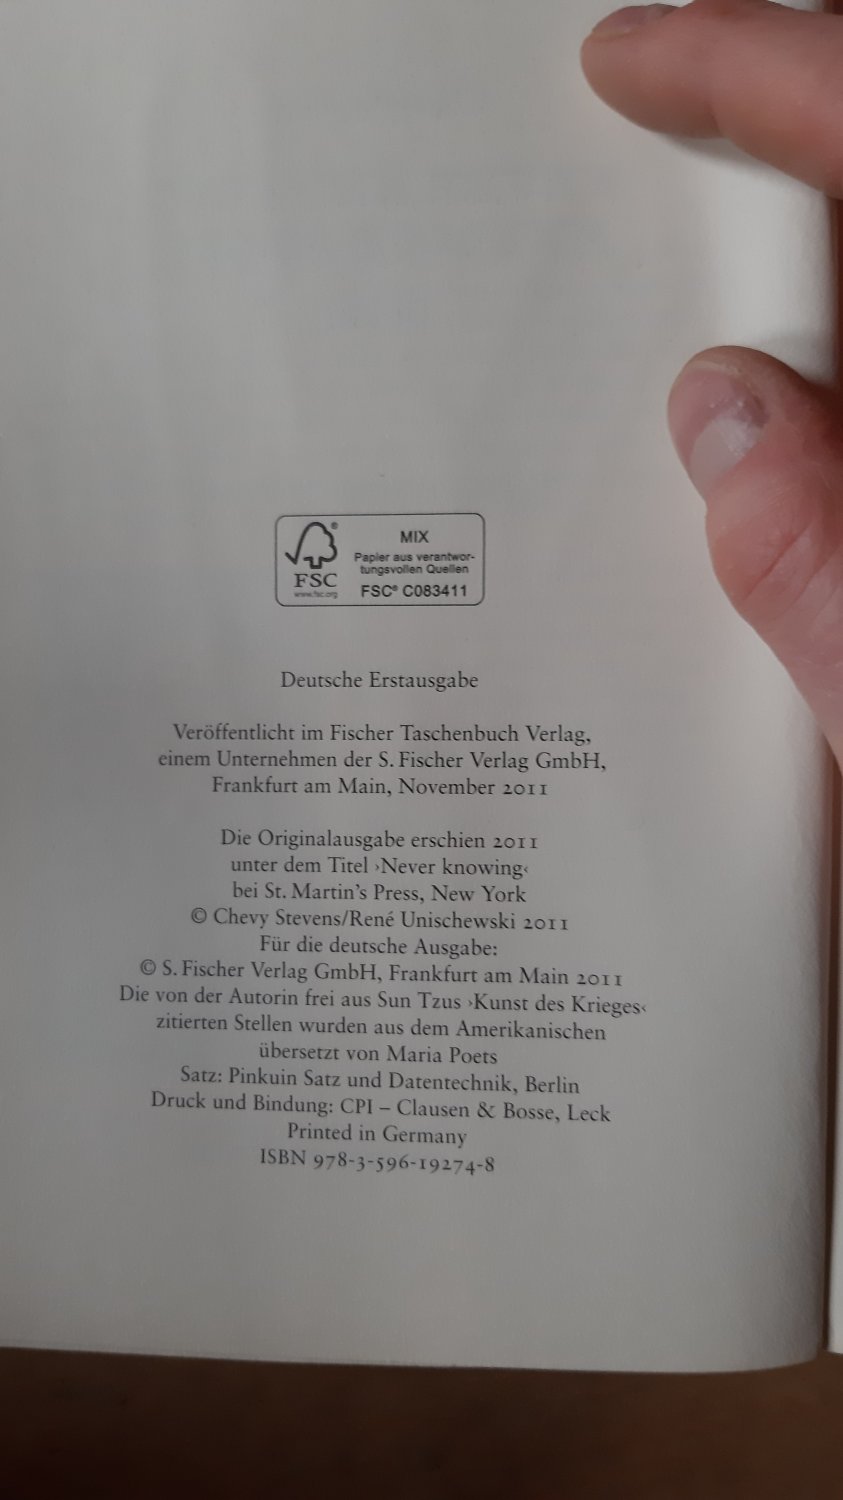 MIX
Papier aus verantwor-
tungsvollen Quellen
FSC® C083411
FSC
www.fsc.org
Deutsche Erstausgabe
Veröffentlicht im Fischer Taschenbuch Verlag,
einem Unternehmen der S. Fischer Verlag GmbH,
Frankfurt am Main, November 2011
Die Originalausgabe erschien 2011
unter dem Titel ›Never knowing‹
bei St. Martin’s Press, New York
© Chevy Stevens/René Unischewski 2011
Für die deutsche Ausgabe:
© S. Fischer Verlag GmbH, Frankfurt am Main 2011
Die von der Autorin frei aus Sun Tzus ›Kunst des Krieges‹
zitierten Stellen wurden aus dem Amerikanischen
übersetzt von Maria Poets
Satz: Pinkuin Satz und Datentechnik, Berlin
Druck und Bindung: CPI – Clausen & Bosse, Leck
Printed in Germany
ISBN 978-3-596-19274-8